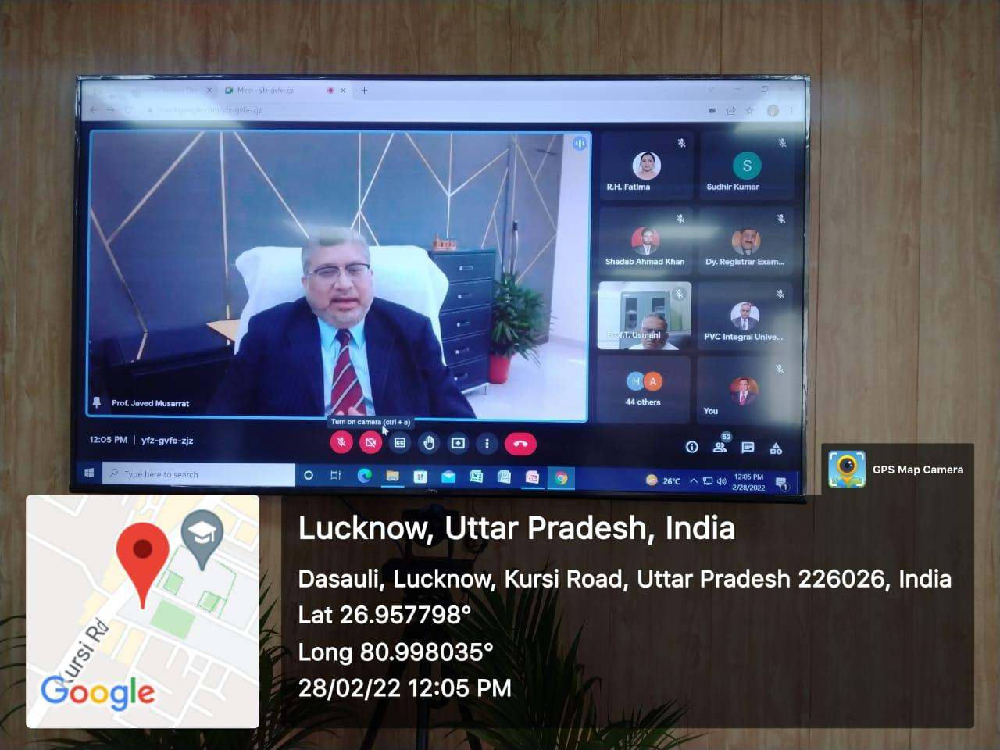 Meet - yfz-gvfe-zjz
meet.google.com/yfz-gvfe-zjz
R.H. Fatima
S
Sudhir Kumar
Shadab Ahmad Khan
Dy. Registrar Exam...
Prof.T. Usmani
PVC Integral Unive...
H A
44 others
You
Prof. Javed Musarrat
Turn on camera (ctrl + e)
12:05 PM | yfz-gvfe-zjz
CC
52
Type here to search
26°C
12:05 PM
2/28/2022
1
GPS Map Camera
Lucknow, Uttar Pradesh, India
Dasauli, Lucknow, Kursi Road, Uttar Pradesh 226026, India
Lat 26.957798°
Long 80.998035°
28/02/22 12:05 PM
Kursi Rd
Google